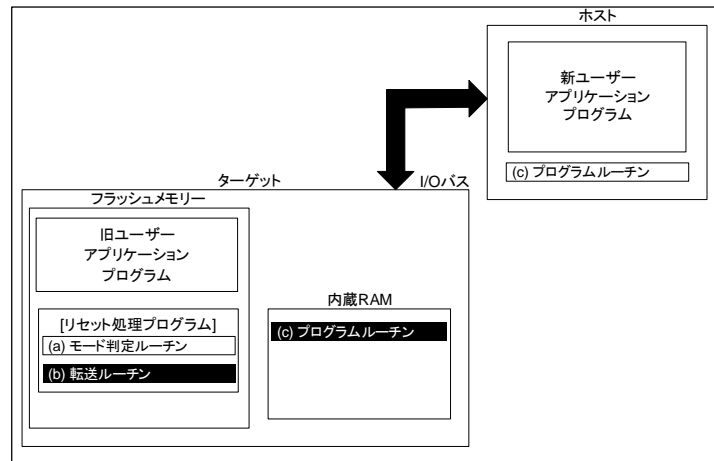 ホスト
新ユーザー
アプリケーション
プログラム
(c) プログラムルーチン
ターゲット
I/Oバス
フラッシュメモリー
旧ユーザー
アプリケーション
プログラム
[リセット処理プログラム]
(a) モード判定ルーチン
(b) 転送ルーチン
内蔵RAM
(c) プログラムルーチン